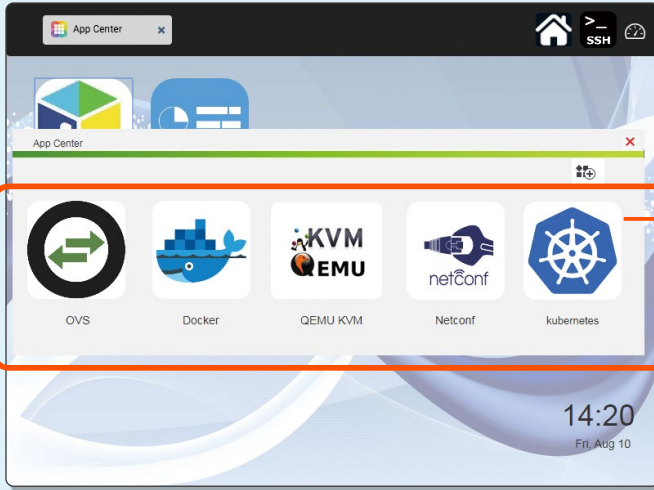 App Center
>_
SSH
App Center
KVM
QEMU
netconf
OVS
Docker
QEMU KVM
Netconf
kubernetes
14:20
Fri, Aug 10